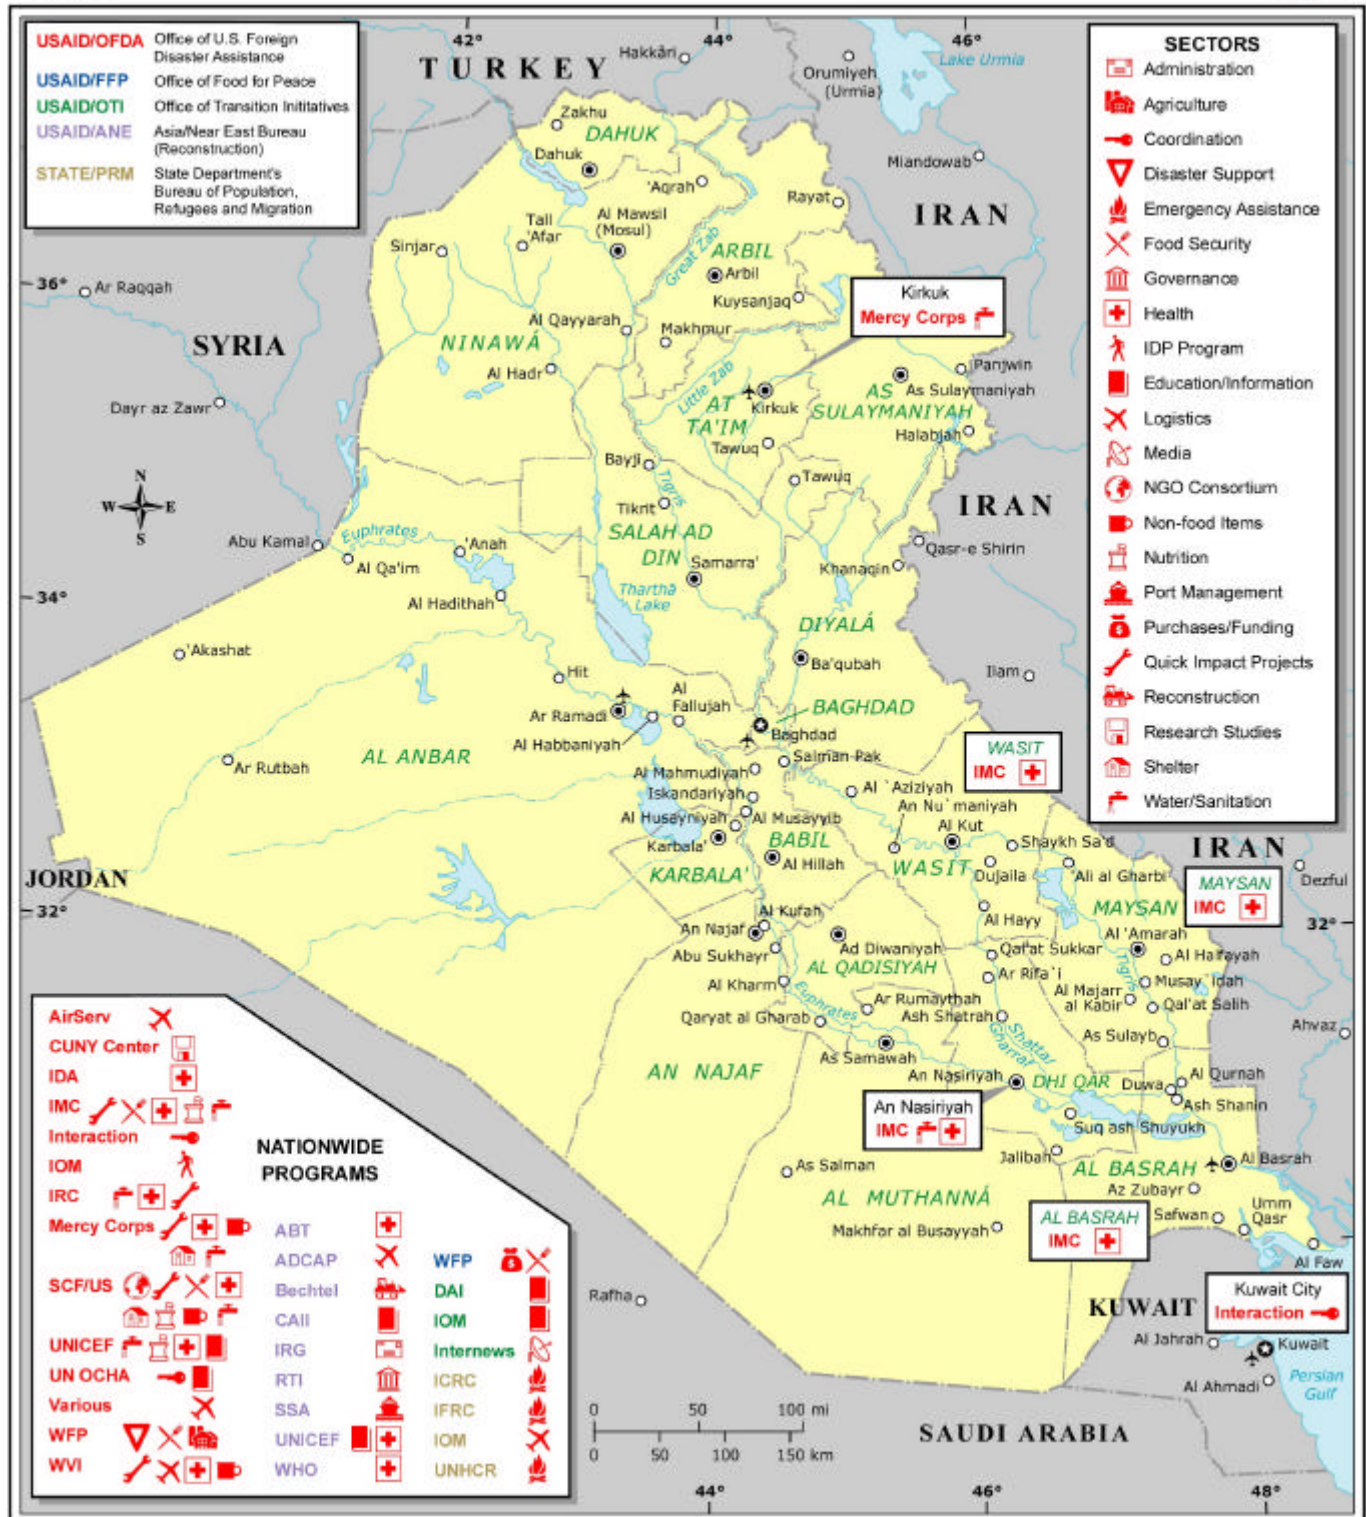 USAID/OFDA Office of U.S. Foreign
Disaster Assistance
USAID/FFP Office of Food for Peace
USAID/OTI Office of Transition Inititatives
USAID/ANE Asia/Near East Bureau
(Reconstruction)
STATE/PRM State Department's
Bureau of Population,
Refugees and Migration
42° 44° 46°
TURKEY
Hakkâri
Orumiyeh
(Urmia)
Lake Urmia
Zakhu
DAHUK
Dahuk
Miandowab
'Aqrah
Rayat
IRAN
Tall
'Afar
Al Mawsil
(Mosul)
Sinjar
Great Zab
ARBIL
Arbil
36°
Ar Raqqah
Kuysanjaq
Kirkuk
Mercy Corps
SYRIA
Al Qayyarah
Makhmur
NINAWÁ
Al Hadr
Little Zab
Panjwin
As Sulaymaniyah
AS
SULAYMANIYAH
Dayr az Zawr
Kirkuk
AT
TA'IM
Halabjah
Tawuq
Bayji
Tigris
Tawuq
N
W E
S
Tikrit
IRAN
SALAH AD
DIN
Abu Kamal
Euphrates
'Anah
Qasr-e Shirin
Al Qa'im
Samarra'
Khanaqin
34°
Al Hadithah
Tharthã
Lake
DIYALÁ
'Akashat
Ba'qubah
Hit
Ilam
Al
Fallujah
Ar Ramadi
BAGHDAD
Baghdad
Al Habbaniyah
AL ANBAR
Salman Pak
WASIT
IMC
Ar Rutbah
Al Mahmudiyah
Iskandariyah
Al `Aziziyah
An Nu`maniyah
Al Husayniyah
Al Musayyib
Al Kut
Karbala'
BABIL
Shaykh Sa'd
IRAN
Al Hillah
WASIT
Dujaila
'Ali al Gharbi
Dezful
JORDAN
KARBALA'
MAYSAN
IMC
MAYSAN
32° 32°
Al Kufah
Al Hayy
An Najaf
Ad Diwaniyah
Al 'Amarah
Abu Sukhayr
Qal'at Sukkar
Al Halfayah
AL QADISIYAH
Ar Rifa`i
Tigris
Musay`idah
Al Kharm
Al Majarr
al Kabir
Euphrates
Ar Rumaythah
Qal'at Salih
Qaryat al Gharab
Ash Shatrah
Ahvaz
Shattal
Gharraf
As Sulayb
As Samawah
AN NAJAF
An Nasiriyah
DHI QAR
Duwa
Al Qurnah
Ash Shanin
An Nasiriyah
IMC
Suq ash Shuyukh
Jalibah
As Salman
AL BASRAH
Al Basrah
Az Zubayr
AL MUTHANNÁ
Makhfar al Busayyah
AL BASRAH
IMC
Safwan
Umm
Qasr
Al Faw
Rafha
KUWAIT
Kuwait City
Interaction
Al Jahrah
Kuwait
Al Ahmadi
Persian
Gulf
SAUDI ARABIA
0 50 100 mi
0 50 100 150 km
44° 46° 48°
SECTORS
Administration
Agriculture
Coordination
Disaster Support
Emergency Assistance
Food Security
Governance
Health
IDP Program
Education/Information
Logistics
Media
NGO Consortium
Non-food Items
Nutrition
Port Management
Purchases/Funding
Quick Impact Projects
Reconstruction
Research Studies
Shelter
Water/Sanitation
NATIONWIDE
PROGRAMS
AirServ
CUNY Center
IDA
IMC
Interaction
IOM
IRC
Mercy Corps
SCF/US
UNICEF
UN OCHA
Various
WFP
WVI
ABT
ADCAP
Bechtel
CAII
IRG
RTI
SSA
UNICEF
WHO
WFP
DAI
IOM
Internews
ICRC
IFRC
IOM
UNHCR